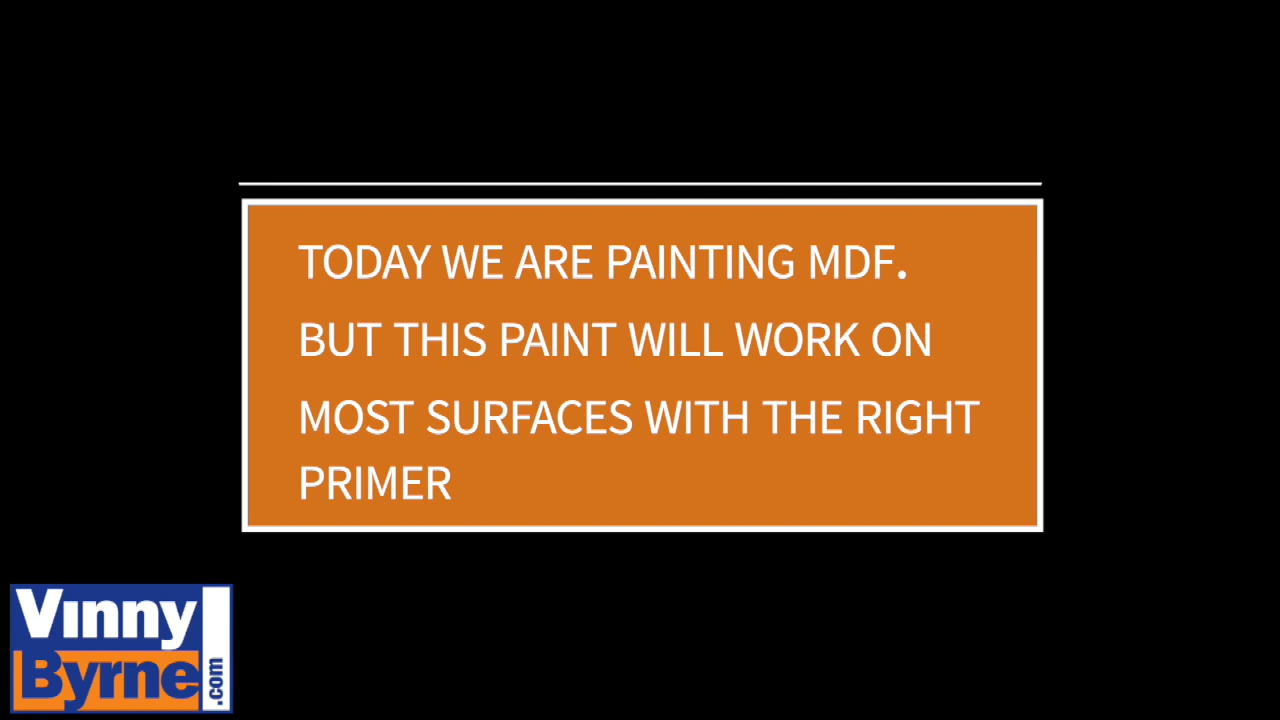 TODAY WE ARE PAINTING MDF.
BUT THIS PAINT WILL WORK ON
MOST SURFACES WITH THE RIGHT
PRIMER
Vinny
Byrne
.com